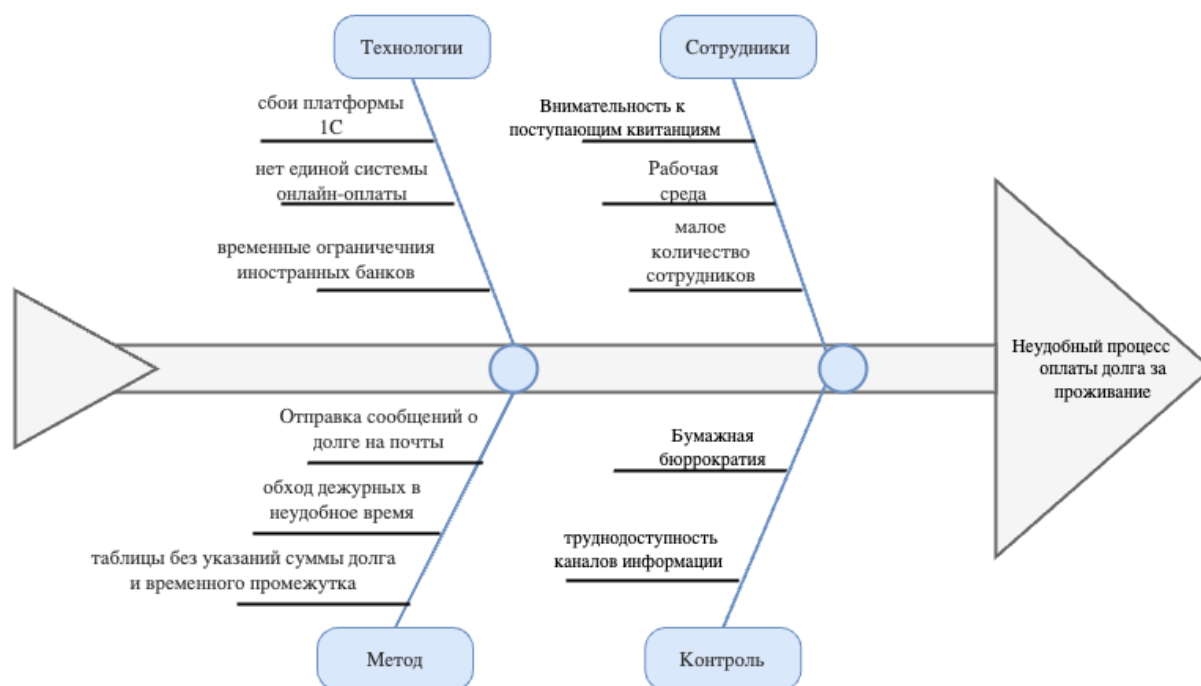 Технологии
Сотрудники
сбои платформы
1С
нет единой системы
онлайн-оплаты
временные ограничечния
иностранных банков
Внимательность к
поступающим квитанциям
Рабочая
среда
малое
количество
сотрудников
Неудобный процесс
оплаты долга за
проживание
Отправка сообщений о
долге на почты
обход дежурных в
неудобное время
таблицы без указаний суммы долга
и временного промежутка
Бумажная
бюррократия
труднодоступность
каналов информации
Метод
Контроль